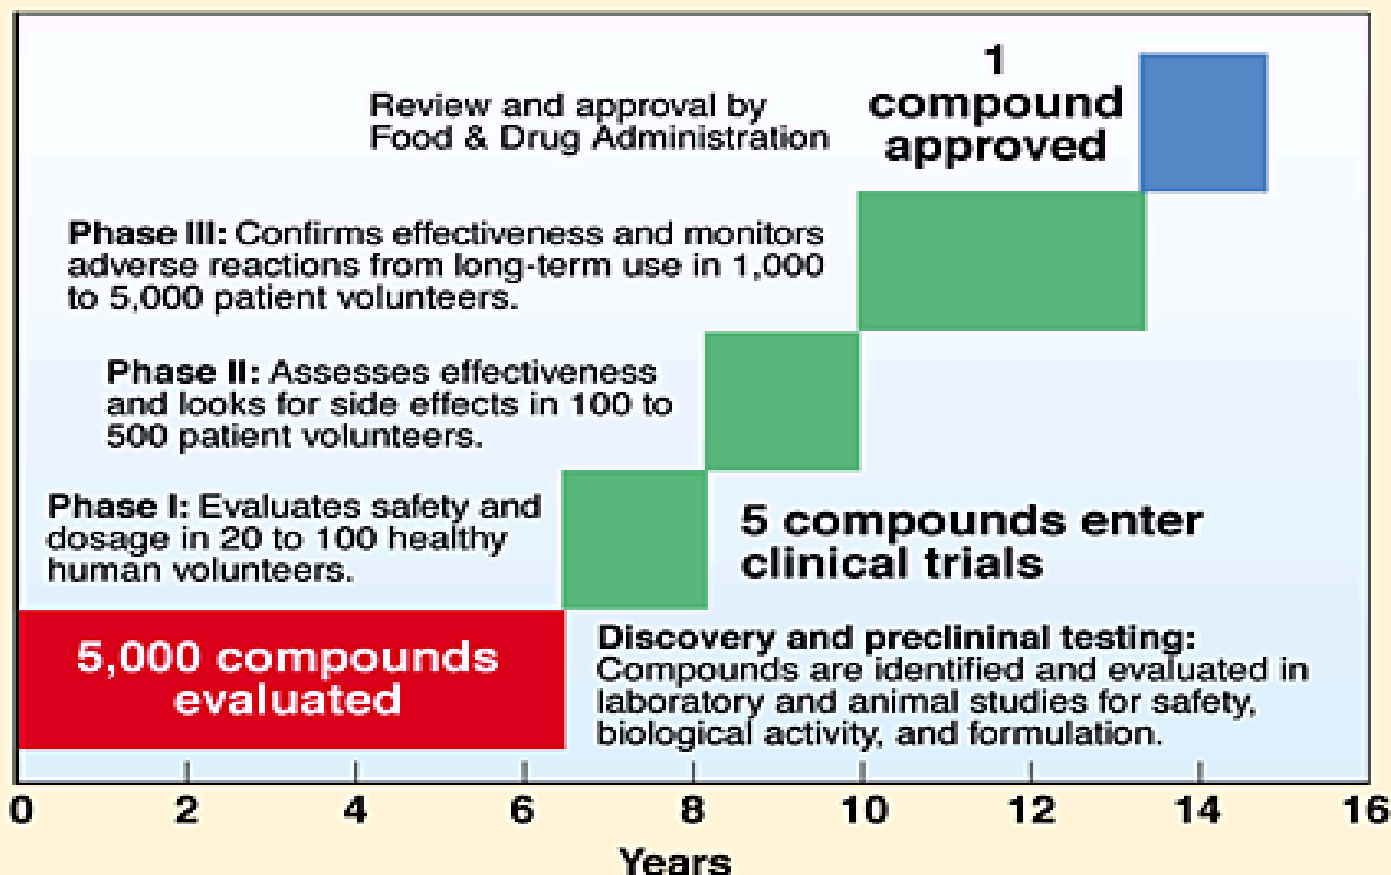 1
compound
approved
Review and approval by
Food & Drug Administration
Phase III: Confirms effectiveness and monitors
adverse reactions from long-term use in 1,000
to 5,000 patient volunteers.
Phase II: Assesses effectiveness
and looks for side effects in 100 to
500 patient volunteers.
Phase I: Evaluates safety and
dosage in 20 to 100 healthy
human volunteers.
5 compounds enter
clinical trials
5,000 compounds
evaluated
Discovery and preclininal testing:
Compounds are identified and evaluated in
laboratory and animal studies for safety,
biological activity, and formulation.
0 2 4 6 8 10 12 14 16
Years